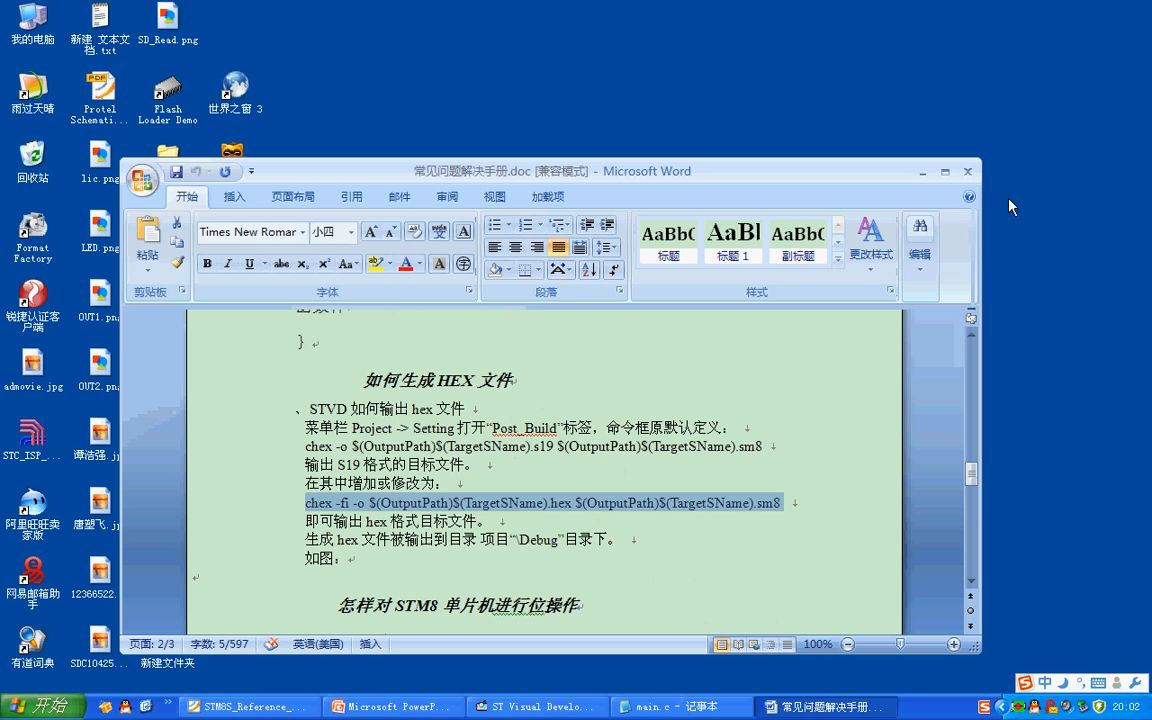 我的电脑
新建 文本文
档.txt
SD_Read.png
雨过天晴
Protel
Schemati...
Flash
Loader Demo
世界之窗 3
回收站
lic.png
Format
Factory
LED.png
锐捷认证客
户端
OUT1.png
admovie.jpg
OUT2.png
STC_ISP_...
谭浩强.j
阿里旺旺卖
家版
唐塑飞.j
网易邮箱助
手
12366522.
有道词典
SDC10425...
新建文件夹
常见问题解决手册.doc [兼容模式] - Microsoft Word
开始 插入 页面布局 引用 邮件 审阅 视图 加载项
粘贴
Times New Romar 小四
AaBbC AaBl AaBbC
标题 标题 1 副标题
更改样式
编辑
剪贴板 字体 段落 样式
}
如何生成 HEX 文件
、STVD 如何输出 hex 文件
菜单栏 Project -> Setting 打开“Post_Build”标签，命令框原默认定义：
chex -o $(OutputPath)$(TargetSName).s19 $(OutputPath)$(TargetSName).sm8
输出 S19 格式的目标文件。
在其中增加或修改为：
chex -fi -o $(OutputPath)$(TargetSName).hex $(OutputPath)$(TargetSName).sm8
即可输出 hex 格式目标文件。
生成 hex 文件被输出到目录 项目“\Debug”目录下。
如图：
怎样对 STM8 单片机进行位操作
页面: 2/3 字数: 5/597 英语(美国) 插入 100%
中
开始
STM8S_Reference_...
Microsoft PowerP...
ST Visual Develo...
main.c - 记事本
常见问题解决手册...
20:02